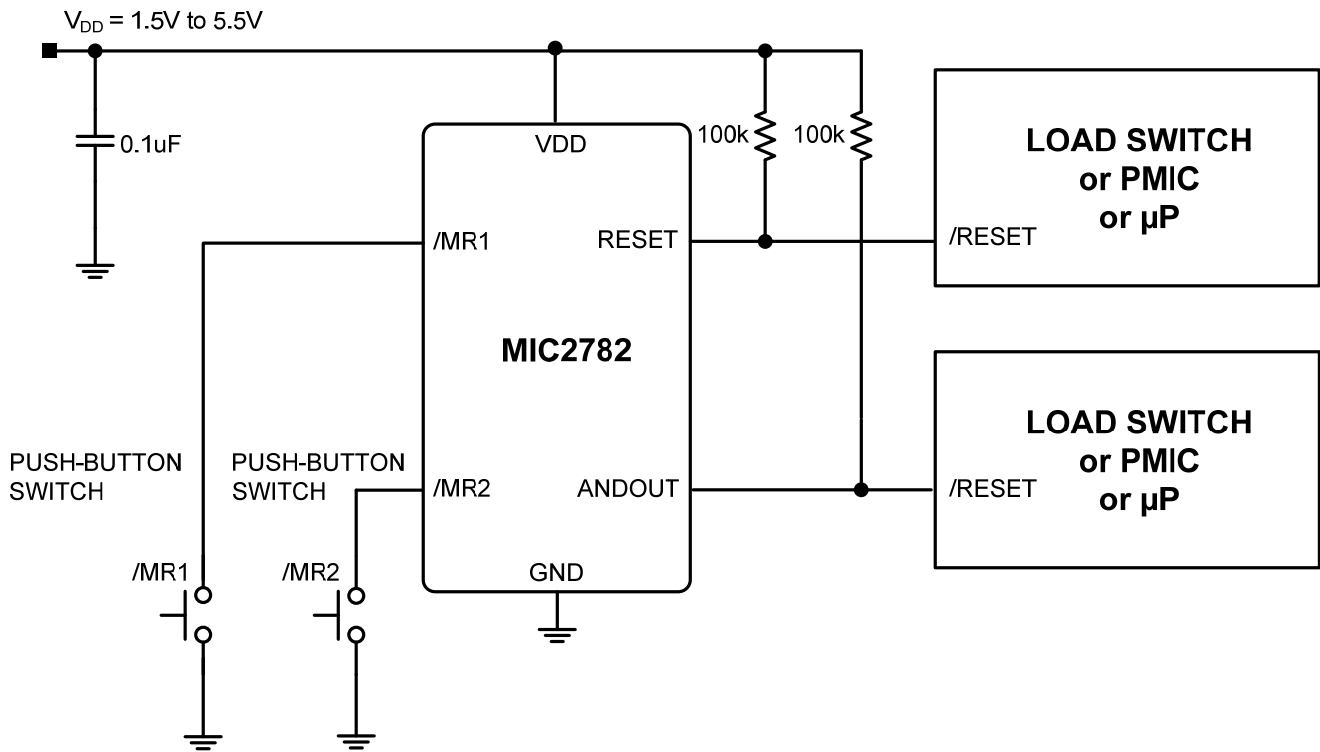 VDD = 1.5V to 5.5V
0.1uF
VDD
100k
100k
LOAD SWITCH
or PMIC
or µP
/MR1
RESET
/RESET
MIC2782
LOAD SWITCH
or PMIC
or µP
PUSH-BUTTON
SWITCH
PUSH-BUTTON
SWITCH
/MR2
ANDOUT
/RESET
/MR1
/MR2
GND